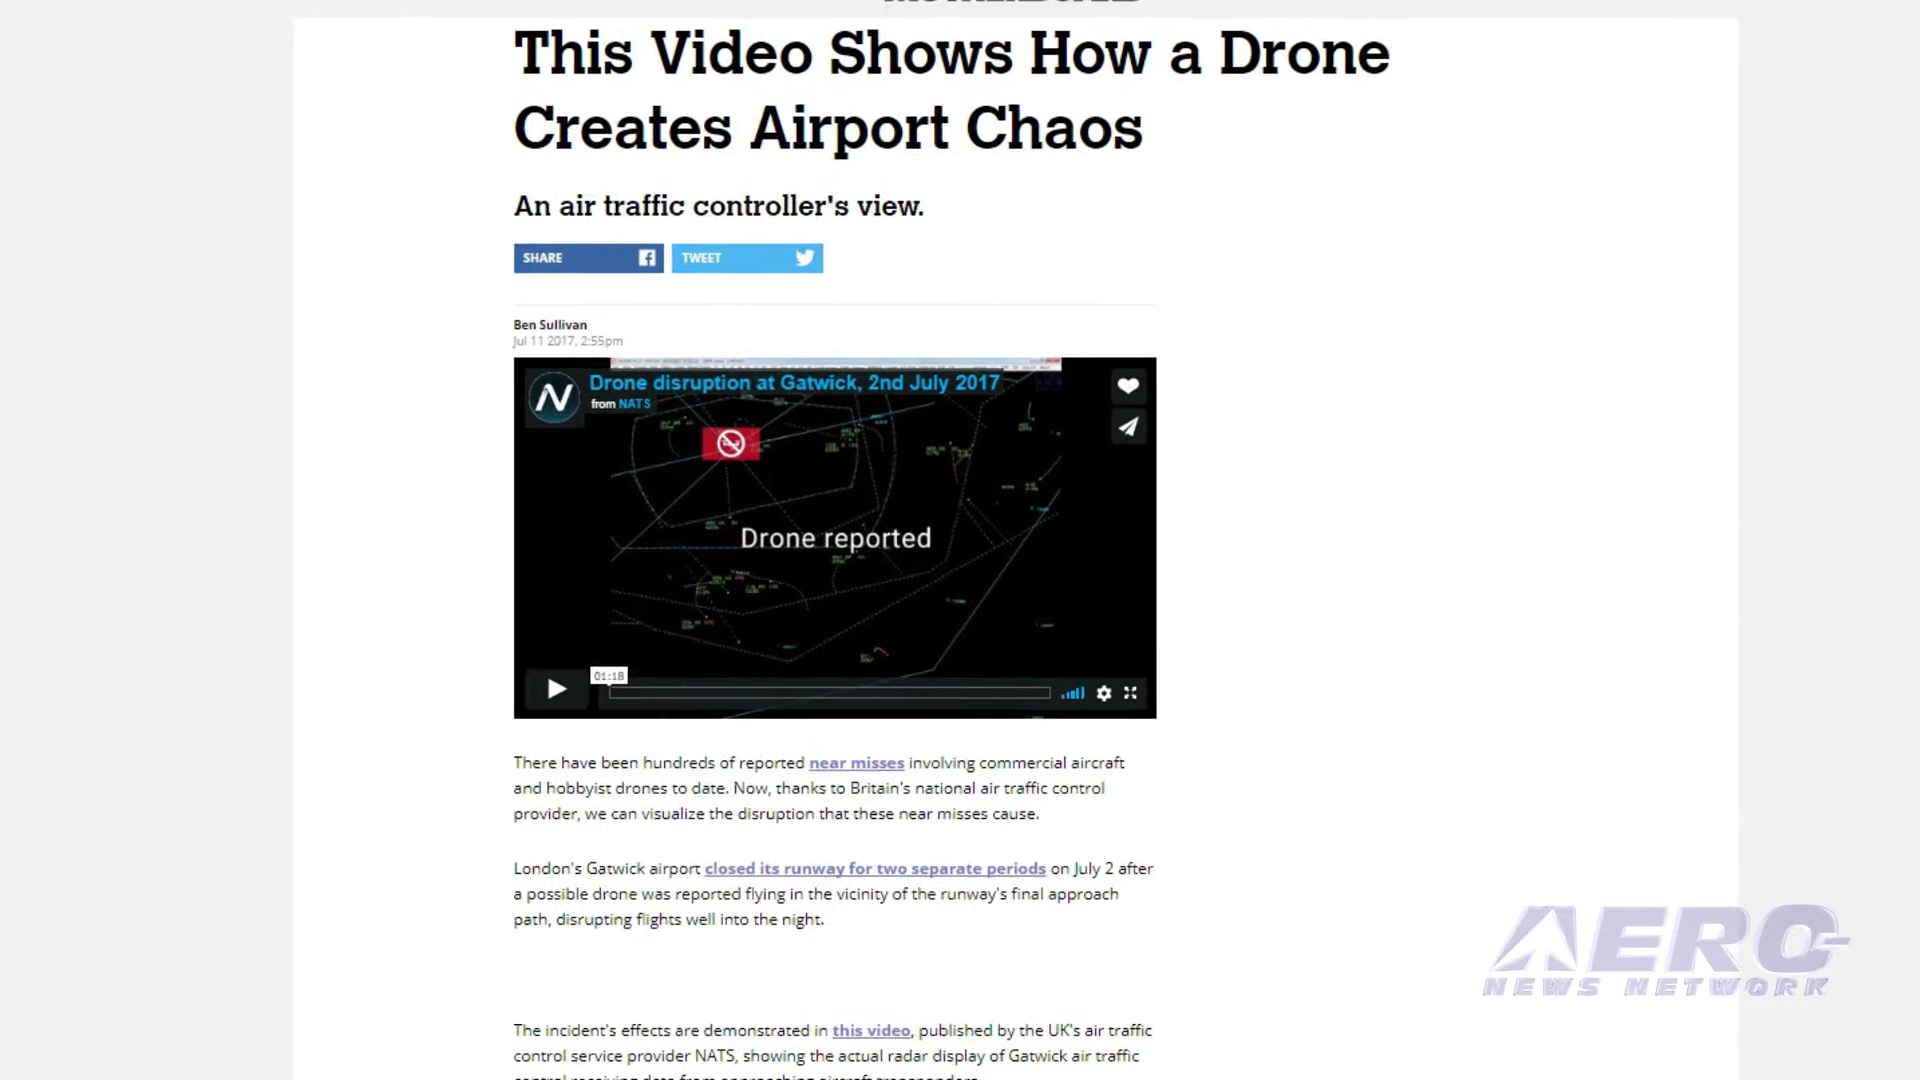 This Video Shows How a Drone
Creates Airport Chaos
An air traffic controller's view.
SHARE
TWEET
Ben Sullivan
Jul 11 2017, 2:55pm
Drone disruption at Gatwick, 2nd July 2017
from NATS
Drone reported
01:18
There have been hundreds of reported near misses involving commercial aircraft
and hobbyist drones to date. Now, thanks to Britain's national air traffic control
provider, we can visualize the disruption that these near misses cause.
London's Gatwick airport closed its runway for two separate periods on July 2 after
a possible drone was reported flying in the vicinity of the runway's final approach
path, disrupting flights well into the night.
AERO-
NEWS NETWORK
The incident's effects are demonstrated in this video, published by the UK's air traffic
control service provider NATS, showing the actual radar display of Gatwick air traffic